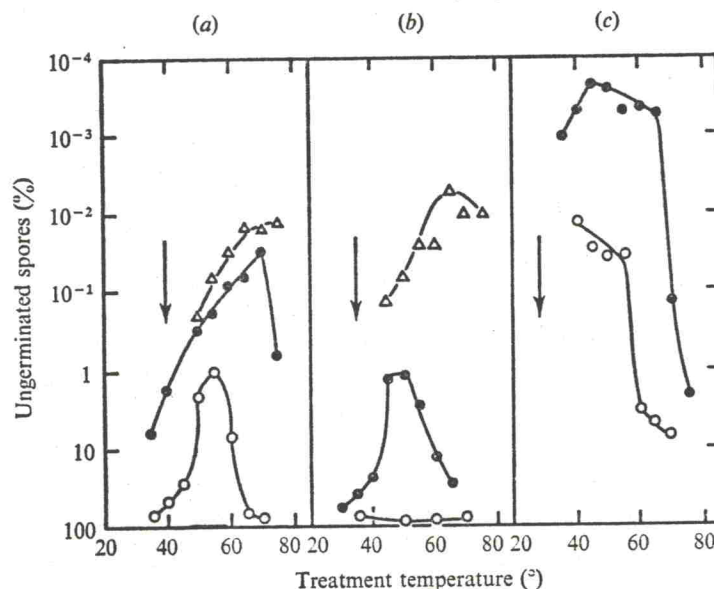 (a) (b) (c)
10⁻⁴
10⁻³
10⁻²
10⁻¹
1
10
100
Ungerminated spores (%)
20 40 60 80 20 40 60 80 20 40 60 80
Treatment temperature (°)